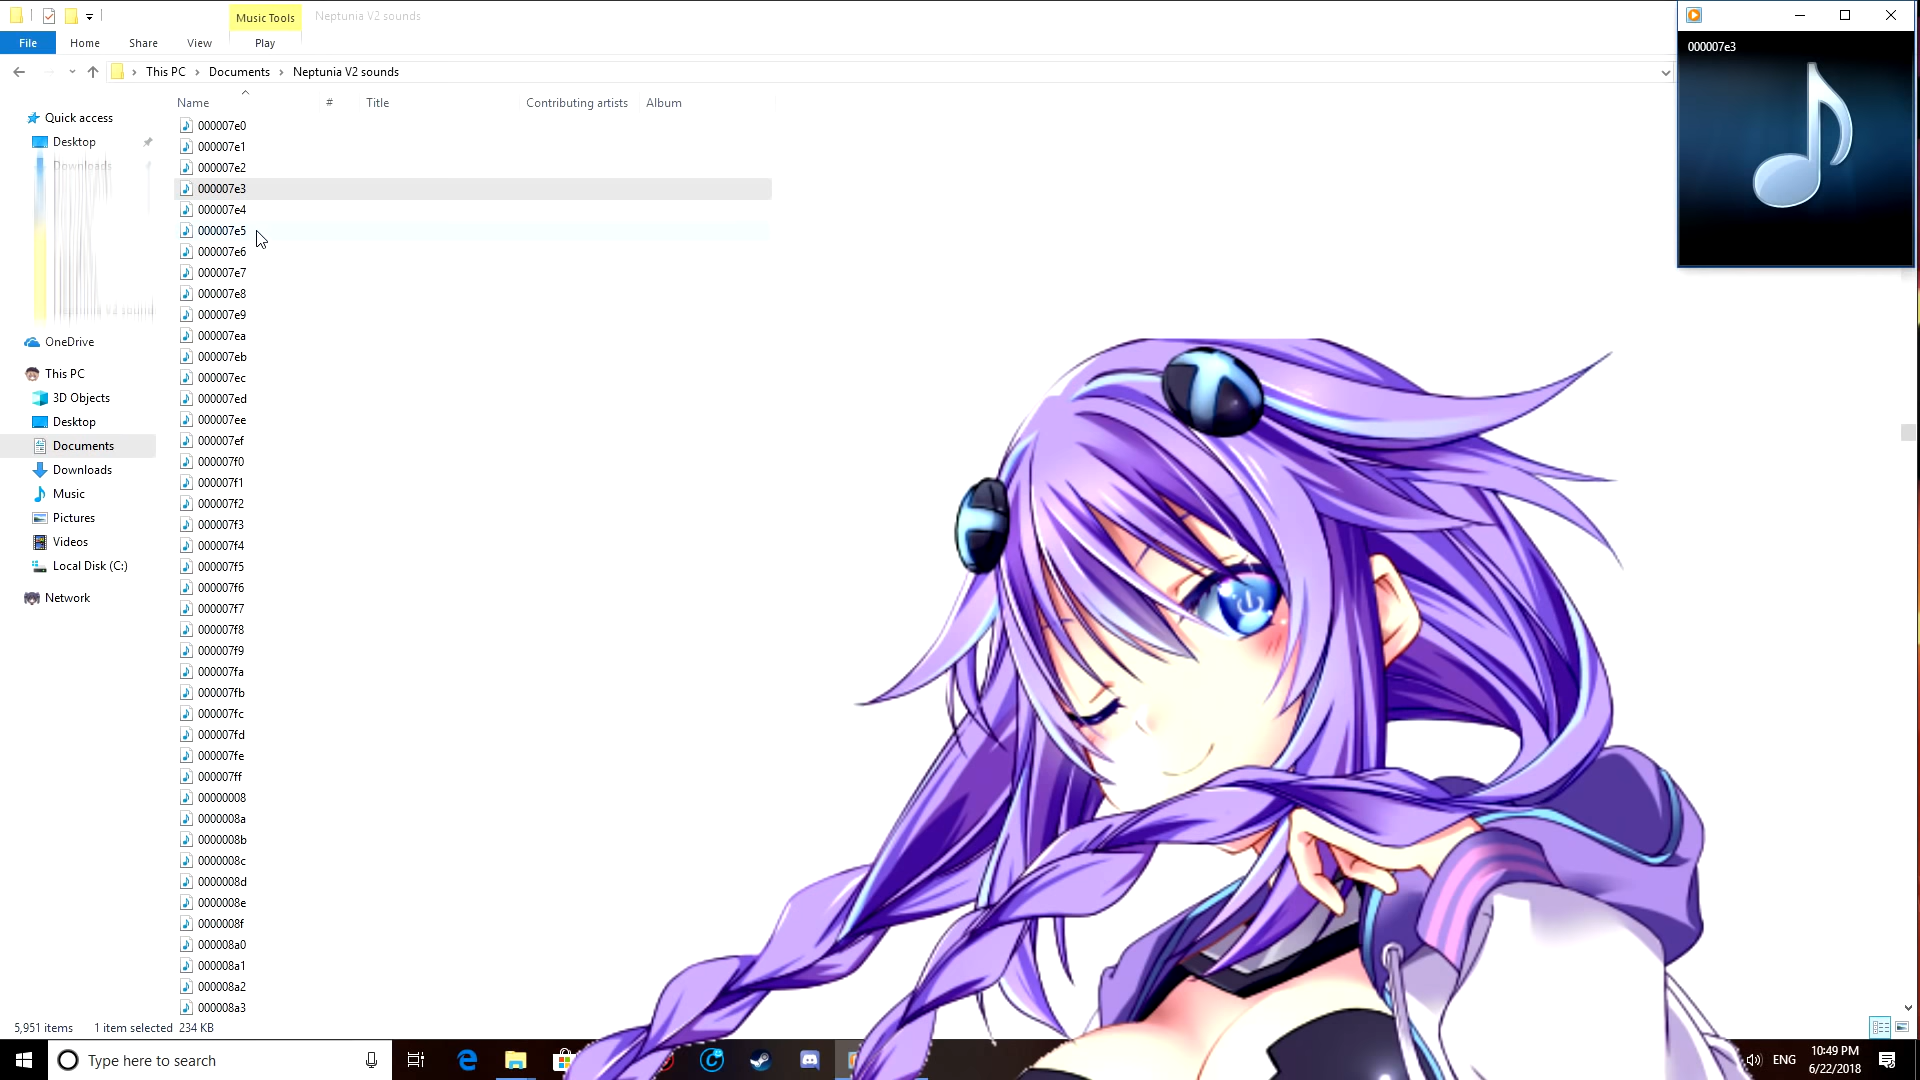 Music Tools
Neptunia V2 sounds
File
Home
Share
View
Play
This PC
Documents
Neptunia V2 sounds
000007e3
Name
#
Title
Contributing artists
Album
Quick access
Desktop
Downloads
OneDrive
This PC
3D Objects
Desktop
Documents
Downloads
Music
Pictures
Videos
Local Disk (C:)
Network
000007e0
000007e1
000007e2
000007e3
000007e4
000007e5
000007e6
000007e7
000007e8
000007e9
000007ea
000007eb
000007ec
000007ed
000007ee
000007ef
000007f0
000007f1
000007f2
000007f3
000007f4
000007f5
000007f6
000007f7
000007f8
000007f9
000007fa
000007fb
000007fc
000007fd
000007fe
000007ff
00000008
0000008a
0000008b
0000008c
0000008d
0000008e
0000008f
000008a0
000008a1
000008a2
000008a3
5,951 items
1 item selected 234 KB
Type here to search
ENG
10:49 PM
6/22/2018